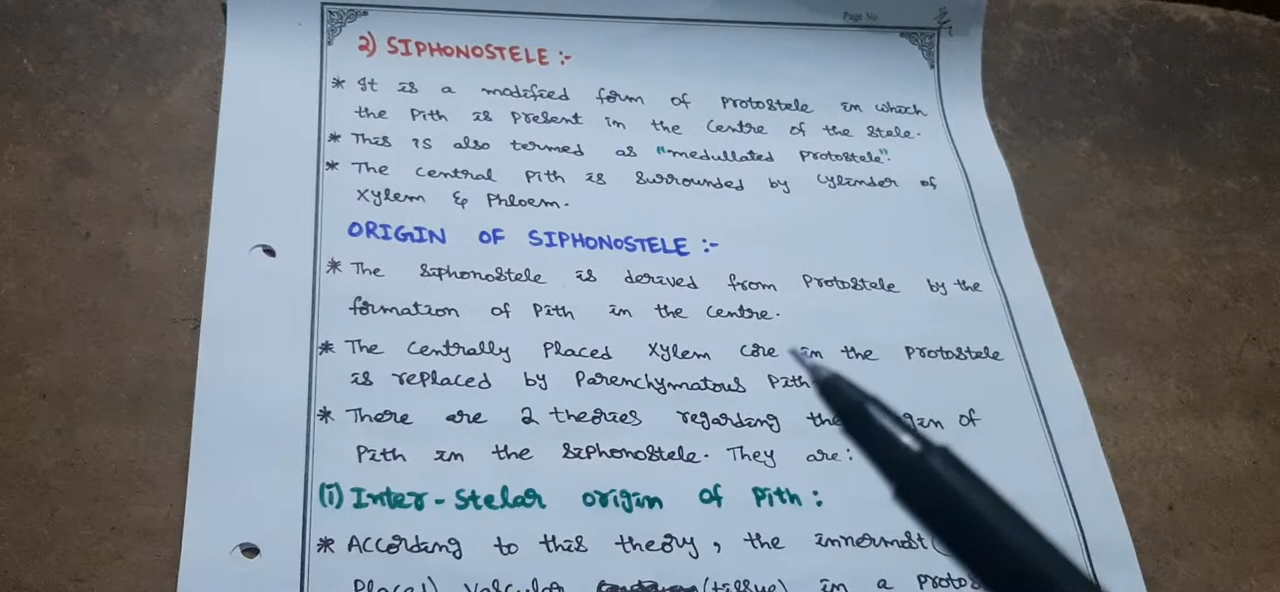 Page No
2) SIPHONOSTELE :-
* It is a modified form of protostele in which
the pith is present in the centre of the stele.
* This is also termed as "medullated protostele".
* The central pith is surrounded by cylinder of
xylem & phloem.
ORIGIN OF SIPHONOSTELE :-
* The siphonostele is derived from protostele by the
formation of pith in the centre.
* The centrally placed xylem core in the protostele
is replaced by parenchymatous pith
* There are 2 theories regarding the
of
pith in the siphonostele. They are:
(i) Inter-stelar origin of pith :
* According to this theory, the innermost
placed) vascular (tissue) in a